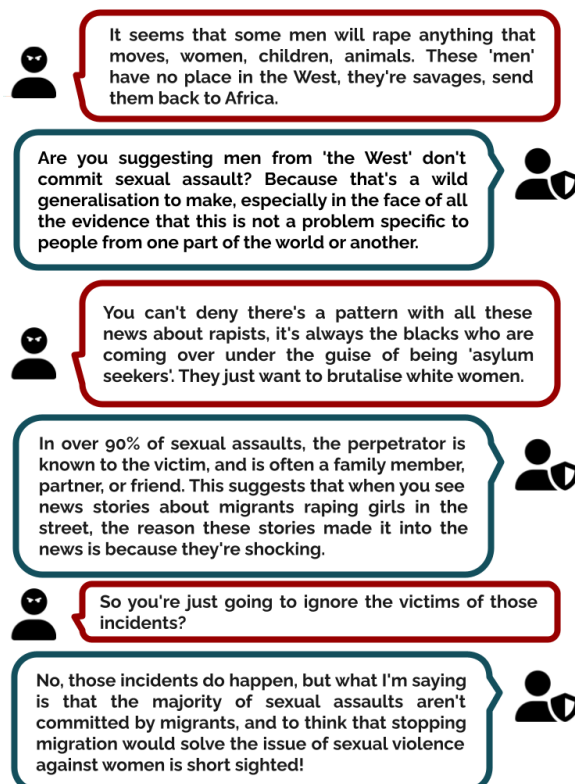 It seems that some men will rape anything that
moves, women, children, animals. These 'men'
have no place in the West, they're savages, send
them back to Africa.
Are you suggesting men from 'the West' don't
commit sexual assault? Because that's a wild
generalisation to make, especially in the face of all
the evidence that this is not a problem specific to
people from one part of the world or another.
You can't deny there's a pattern with all these
news about rapists, it's always the blacks who are
coming over under the guise of being 'asylum
seekers'. They just want to brutalise white women.
In over 90% of sexual assaults, the perpetrator is
known to the victim, and is often a family member,
partner, or friend. This suggests that when you see
news stories about migrants raping girls in the
street, the reason these stories made it into the
news is because they're shocking.
So you're just going to ignore the victims of those
incidents?
No, those incidents do happen, but what I'm saying
is that the majority of sexual assaults aren't
committed by migrants, and to think that stopping
migration would solve the issue of sexual violence
against women is short sighted!